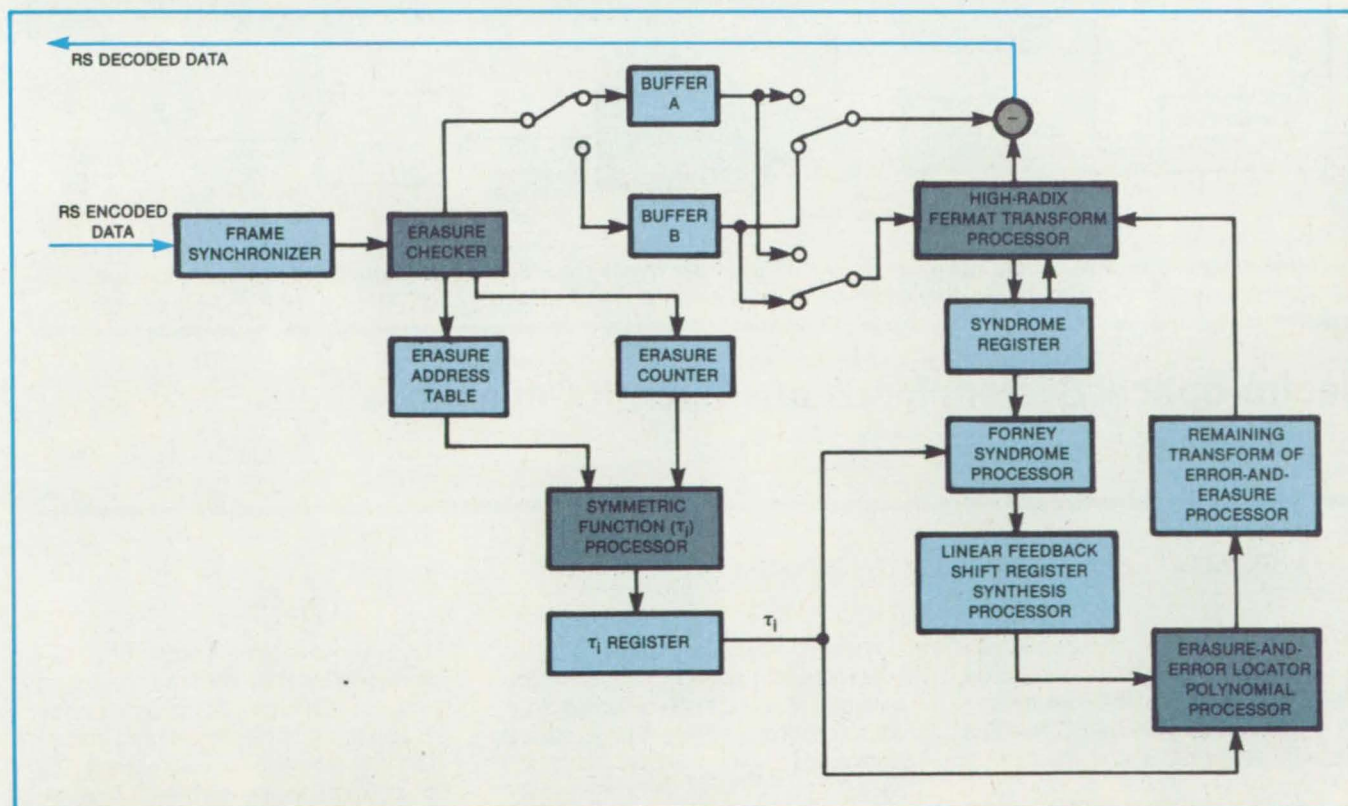 RS DECODED DATA
BUFFER
A
RS ENCODED
DATA
FRAME
SYNCHRONIZER
ERASURE
CHECKER
BUFFER
B
HIGH-RADIX
FERMAT TRANSFORM
PROCESSOR
ERASURE
ADDRESS
TABLE
ERASURE
COUNTER
SYNDROME
REGISTER
FORNEY
SYNDROME
PROCESSOR
REMAINING
TRANSFORM OF
ERROR-AND-
ERASURE
PROCESSOR
SYMMETRIC
FUNCTION (τi)
PROCESSOR
LINEAR FEEDBACK
SHIFT REGISTER
SYNTHESIS
PROCESSOR
τi REGISTER
τi
ERASURE-AND-
ERROR LOCATOR
POLYNOMIAL
PROCESSOR
−